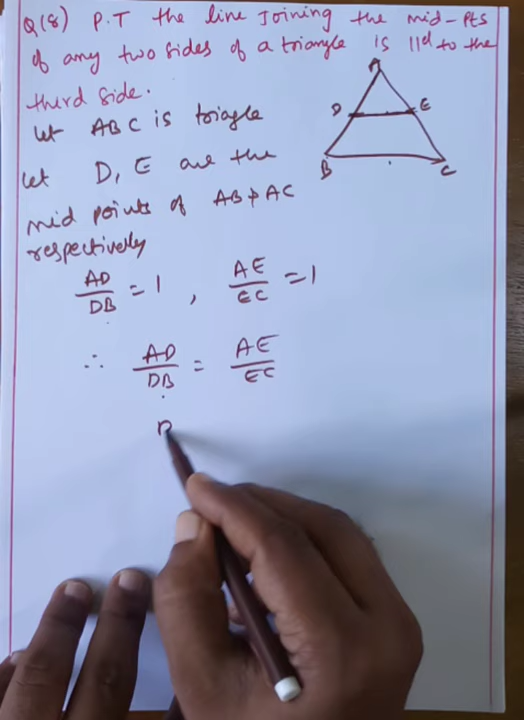 Q(8) P.T the line Joining the mid-Pts
of any two sides of a triangle is 11d to the
third side.
let ABC is triagle
let D, E are the
mid points of AB & AC
respectively
AD/DB = 1 , AE/EC = 1
∴ AD/DB = AE/EC
D
A
D E
B C